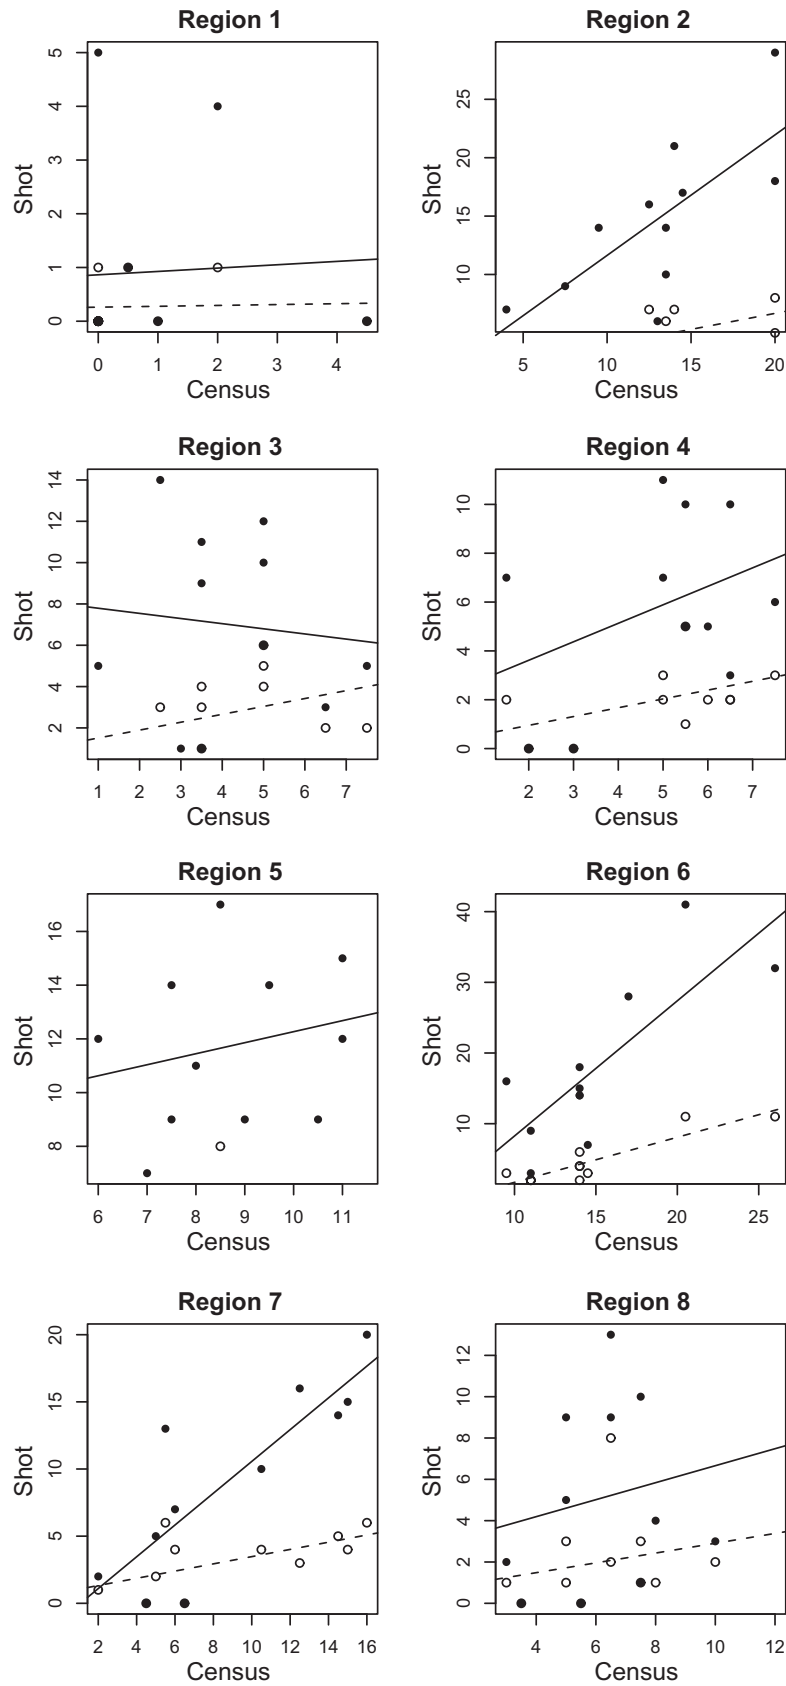 Region 1
Region 2
Shot
0 1 2 3 4 5
0 1 2 3 4
Census
Shot
10 15 20 25
5 10 15 20
Census
Region 3
Region 4
Shot
2 4 6 8 10 12 14
1 2 3 4 5 6 7
Census
Shot
0 2 4 6 8 10
2 3 4 5 6 7
Census
Region 5
Region 6
Shot
8 10 12 14 16
6 7 8 9 10 11
Census
Shot
10 20 30 40
10 15 20 25
Census
Region 7
Region 8
Shot
0 5 10 15 20
2 4 6 8 10 12 14 16
Census
Shot
0 2 4 6 8 10 12
4 6 8 10 12
Census